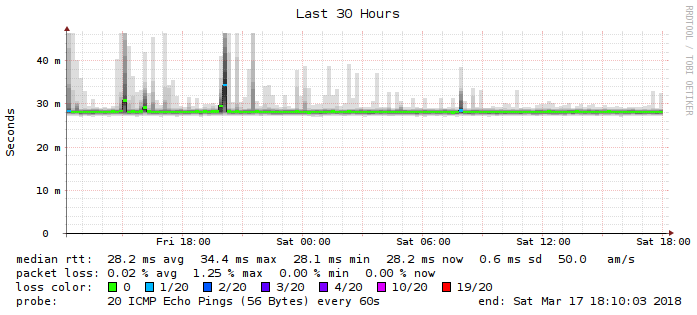 Last 30 Hours
RRDTOOL / TOBI OETIKER
Seconds
40 m
30 m
20 m
10 m
0
Fri 18:00 Sat 00:00 Sat 06:00 Sat 12:00 Sat 18:00
median rtt: 28.2 ms avg 34.4 ms max 28.1 ms min 28.2 ms now 0.6 ms sd 50.0 am/s
packet loss: 0.02 % avg 1.25 % max 0.00 % min 0.00 % now
loss color: 0 1/20 2/20 3/20 4/20 10/20 19/20
probe: 20 ICMP Echo Pings (56 Bytes) every 60s end: Sat Mar 17 18:10:03 2018